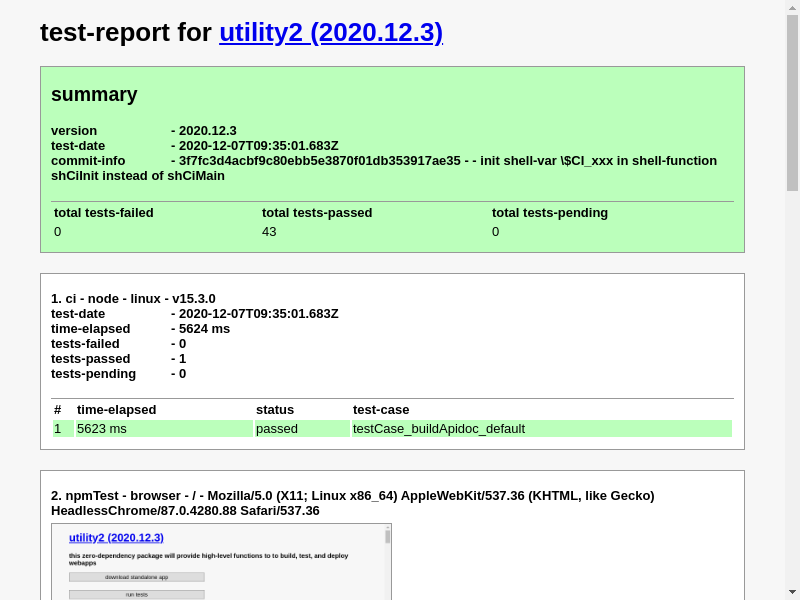 test-report for utility2 (2020.12.3)
summary
version - 2020.12.3
test-date - 2020-12-07T09:35:01.683Z
commit-info - 3f7fc3d4acbf9c80ebb5e3870f01db353917ae35 - - init shell-var \$CI_xxx in shell-function
shCiInit instead of shCiMain
total tests-failed total tests-passed total tests-pending
0 43 0
1. ci - node - linux - v15.3.0
test-date - 2020-12-07T09:35:01.683Z
time-elapsed - 5624 ms
tests-failed - 0
tests-passed - 1
tests-pending - 0
# time-elapsed status test-case
1 5623 ms passed testCase_buildApidoc_default
2. npmTest - browser - / - Mozilla/5.0 (X11; Linux x86_64) AppleWebKit/537.36 (KHTML, like Gecko)
HeadlessChrome/87.0.4280.88 Safari/537.36
utility2 (2020.12.3)
this zero-dependency package will provide high-level functions to to build, test, and deploy
webapps
download standalone app
run tests